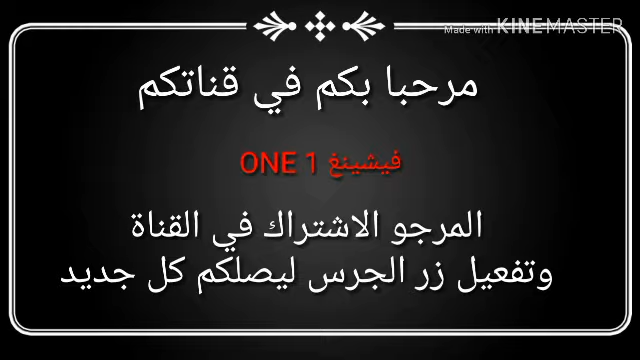 Made with KINEMASTER
مرحبا بكم في قناتكم
فيشينغ ONE 1
المرجو الاشتراك في القناة
وتفعيل زر الجرس ليصلكم كل جديد